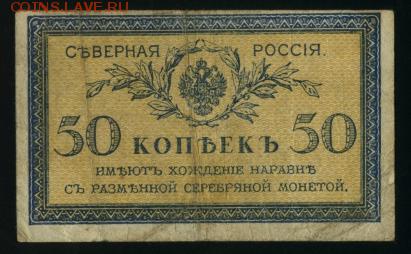 COINS.LAVE.RU
СѢВЕРНАЯ РОССІЯ.
50 КОПѢЕКЪ 50
ИМѢЮТЪ ХОЖДЕНІЕ НАРАВНѢ
СЪ РАЗМѢННОЙ СЕРЕБРЯНОЙ МОНЕТОЙ.